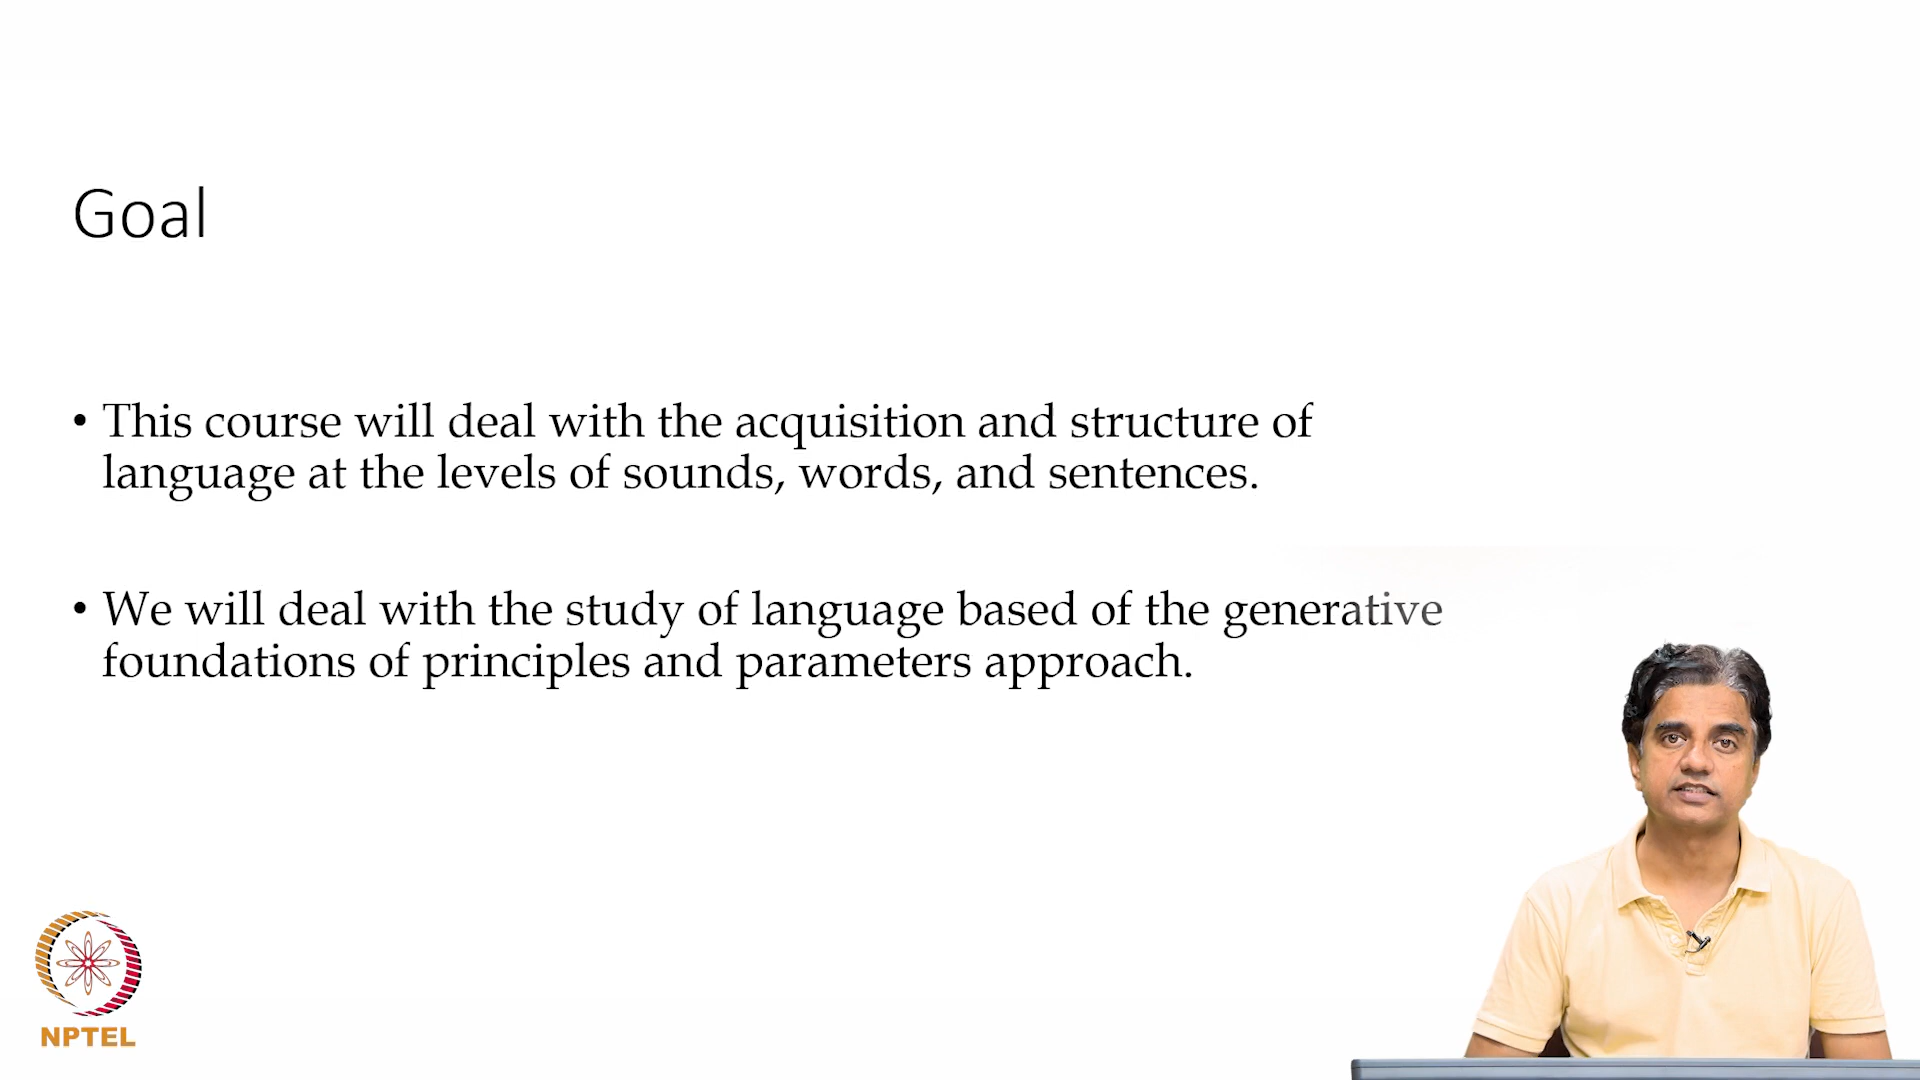 Goal
• This course will deal with the acquisition and structure of
language at the levels of sounds, words, and sentences.
• We will deal with the study of language based of the generative
foundations of principles and parameters approach.
NPTEL